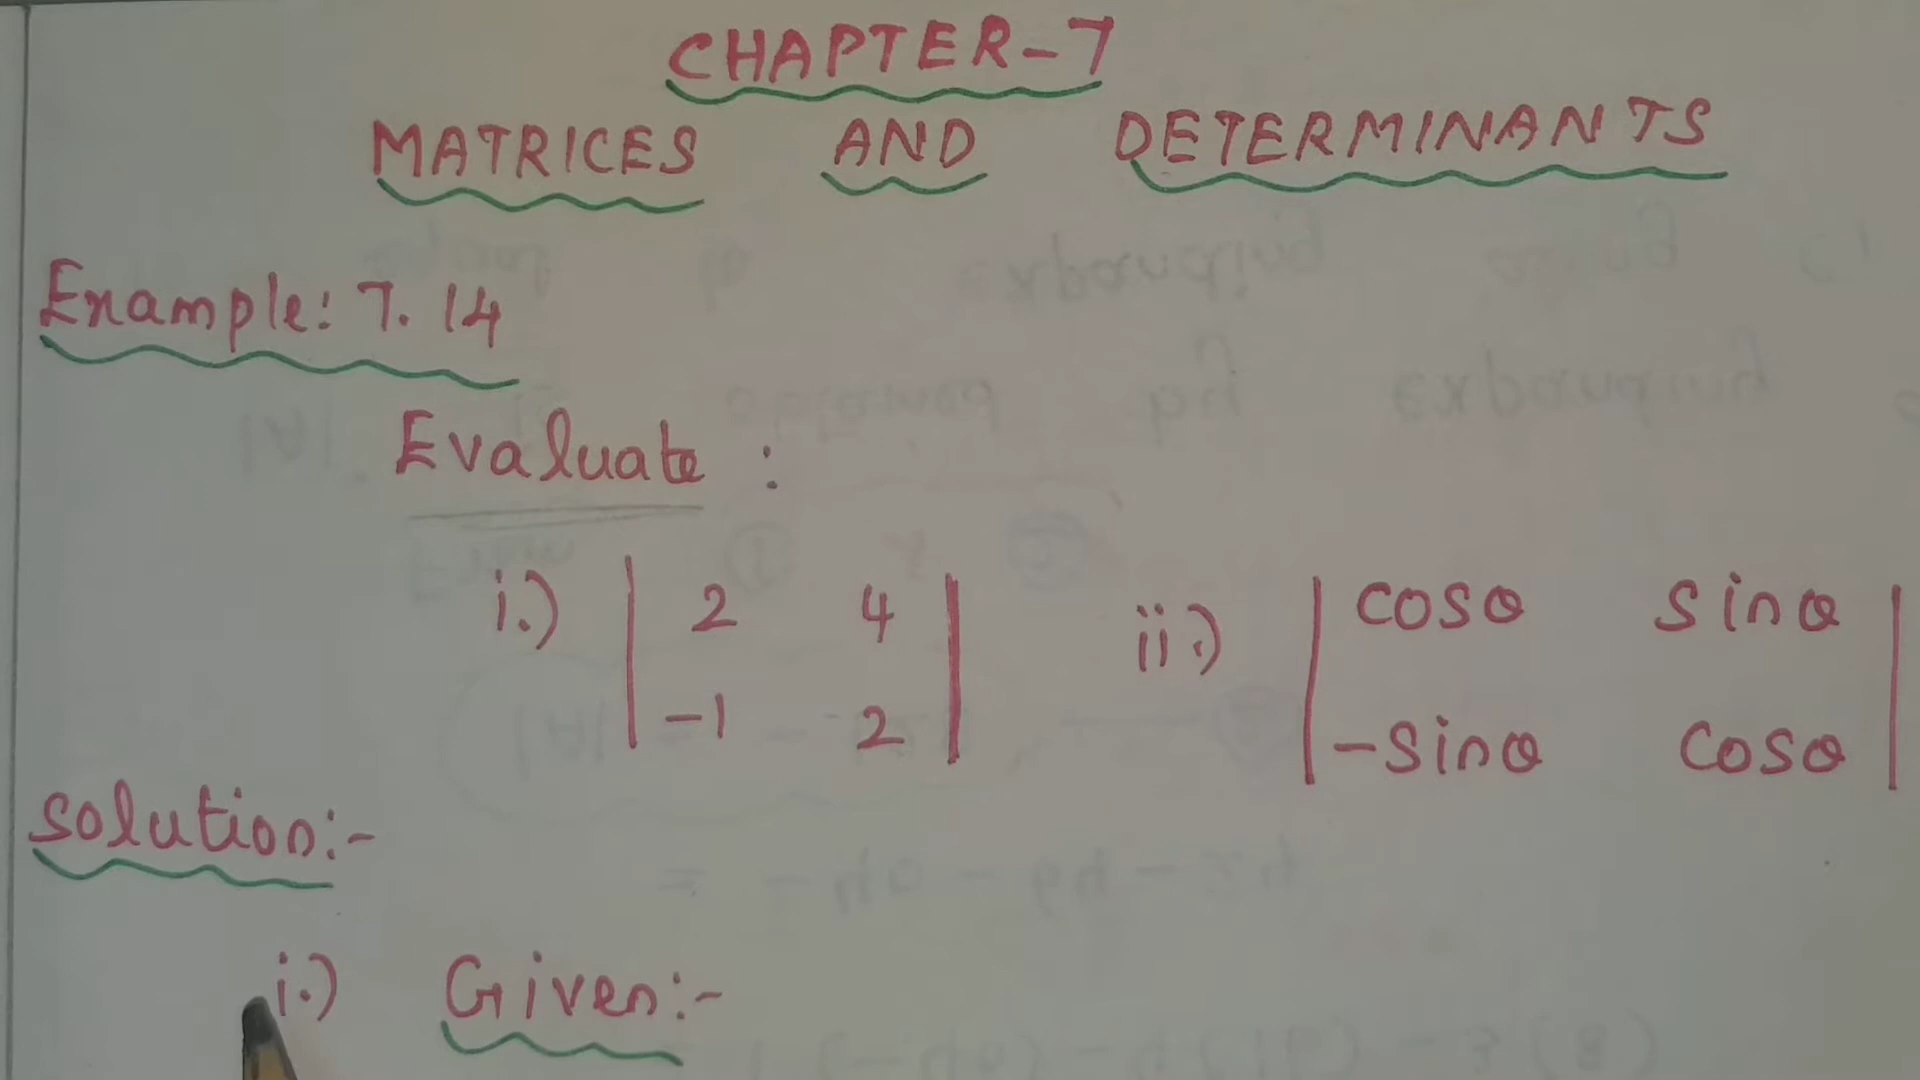 CHAPTER-7
MATRICES AND DETERMINANTS
Example: 7.14
Evaluate :
i.) | 2 4 | ii.) | cosθ sinθ |
| -1 2 | | -sinθ cosθ |
solution:-
i.) Given:-